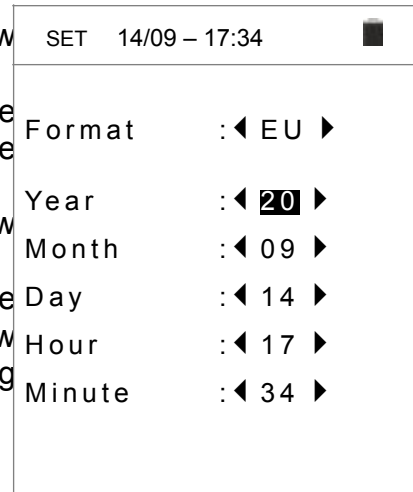 SET 14/09 – 17:34
Format :◀ EU ▶
Year :◀ 20 ▶
Month :◀ 09 ▶
Day :◀ 14 ▶
Hour :◀ 17 ▶
Minute :◀ 34 ▶